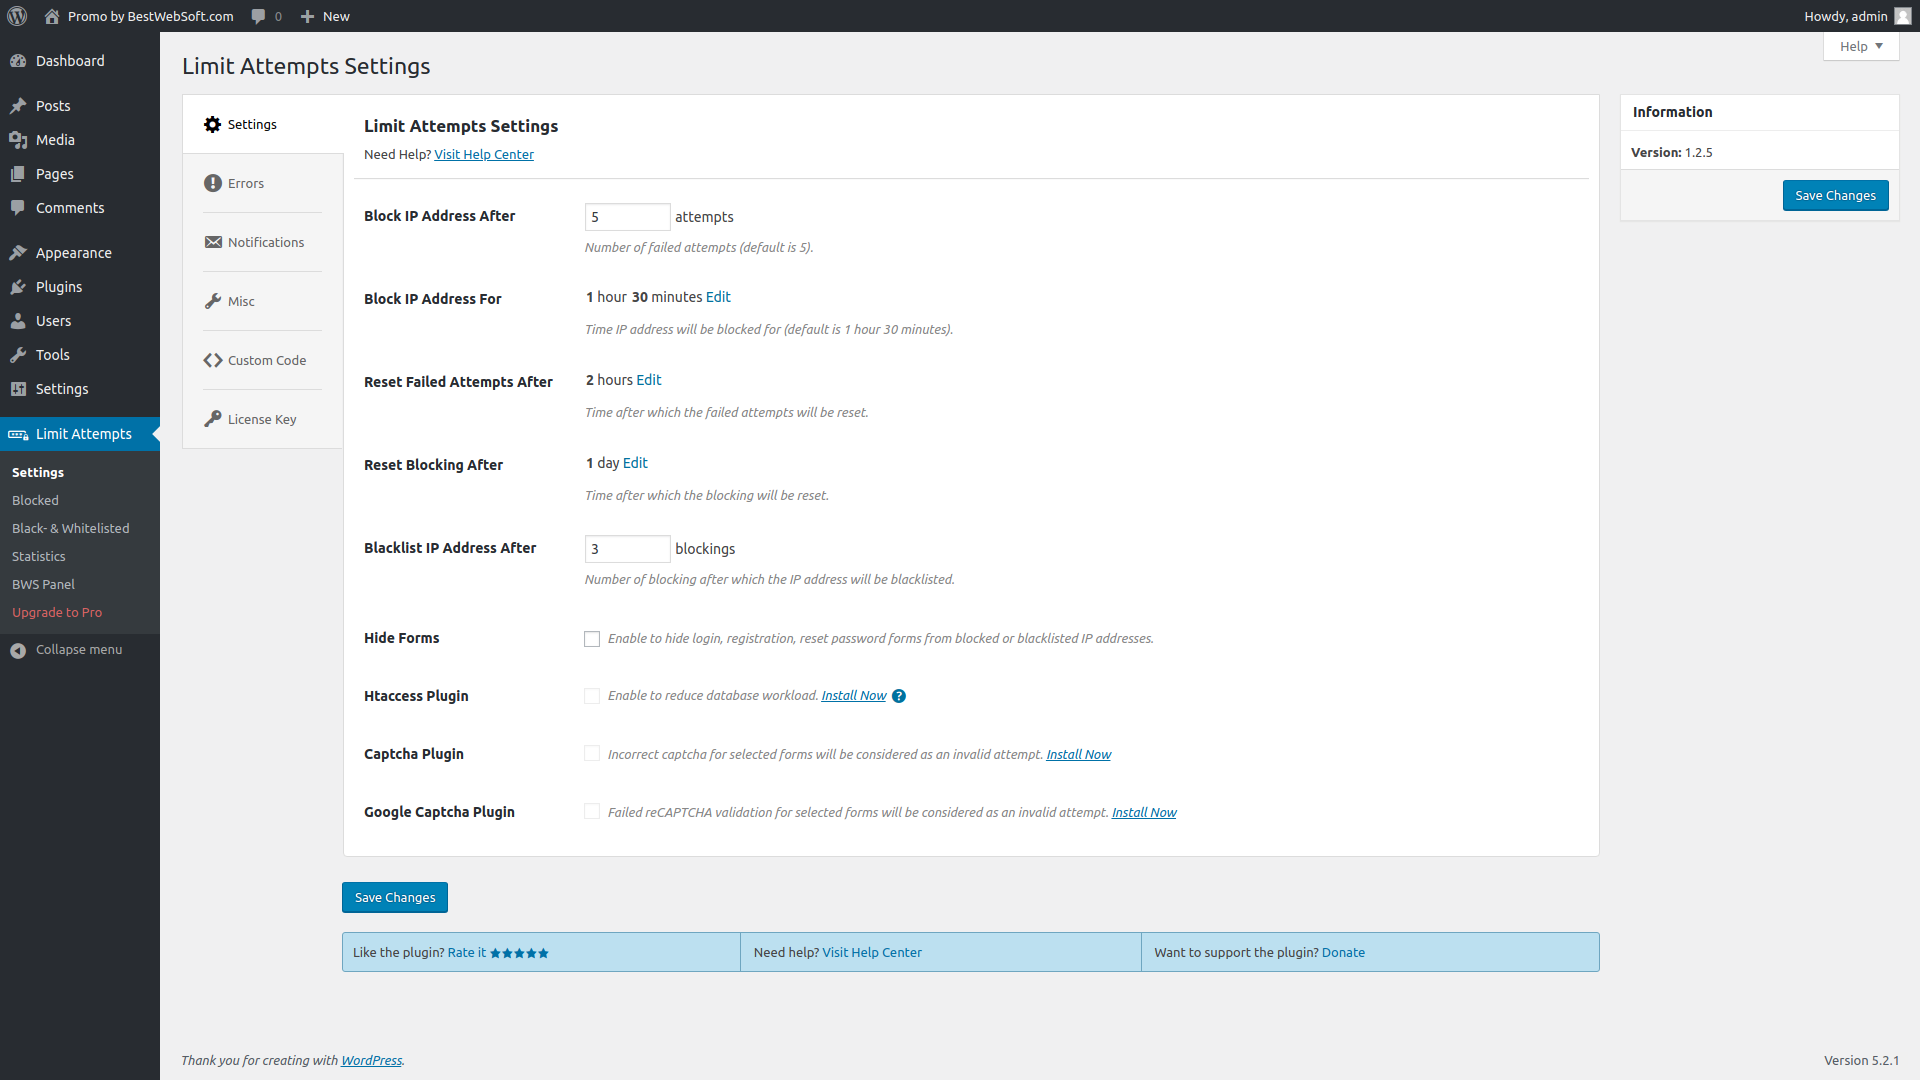 Promo by BestWebSoft.com 0 New Howdy, admin
Help
Dashboard
Posts
Media
Pages
Comments
Appearance
Plugins
Users
Tools
Settings
Limit Attempts
Settings
Blocked
Black- & Whitelisted
Statistics
BWS Panel
Upgrade to Pro
Collapse menu
Limit Attempts Settings
Settings
Errors
Notifications
Misc
Custom Code
License Key
Limit Attempts Settings
Need Help? Visit Help Center
Block IP Address After 5 attempts
Number of failed attempts (default is 5).
Block IP Address For 1 hour 30 minutes Edit
Time IP address will be blocked for (default is 1 hour 30 minutes).
Reset Failed Attempts After 2 hours Edit
Time after which the failed attempts will be reset.
Reset Blocking After 1 day Edit
Time after which the blocking will be reset.
Blacklist IP Address After 3 blockings
Number of blocking after which the IP address will be blacklisted.
Hide Forms Enable to hide login, registration, reset password forms from blocked or blacklisted IP addresses.
Htaccess Plugin Enable to reduce database workload. Install Now ?
Captcha Plugin Incorrect captcha for selected forms will be considered as an invalid attempt. Install Now
Google Captcha Plugin Failed reCAPTCHA validation for selected forms will be considered as an invalid attempt. Install Now
Save Changes
Like the plugin? Rate it
Need help? Visit Help Center
Want to support the plugin? Donate
Information
Version: 1.2.5
Save Changes
Thank you for creating with WordPress.
Version 5.2.1